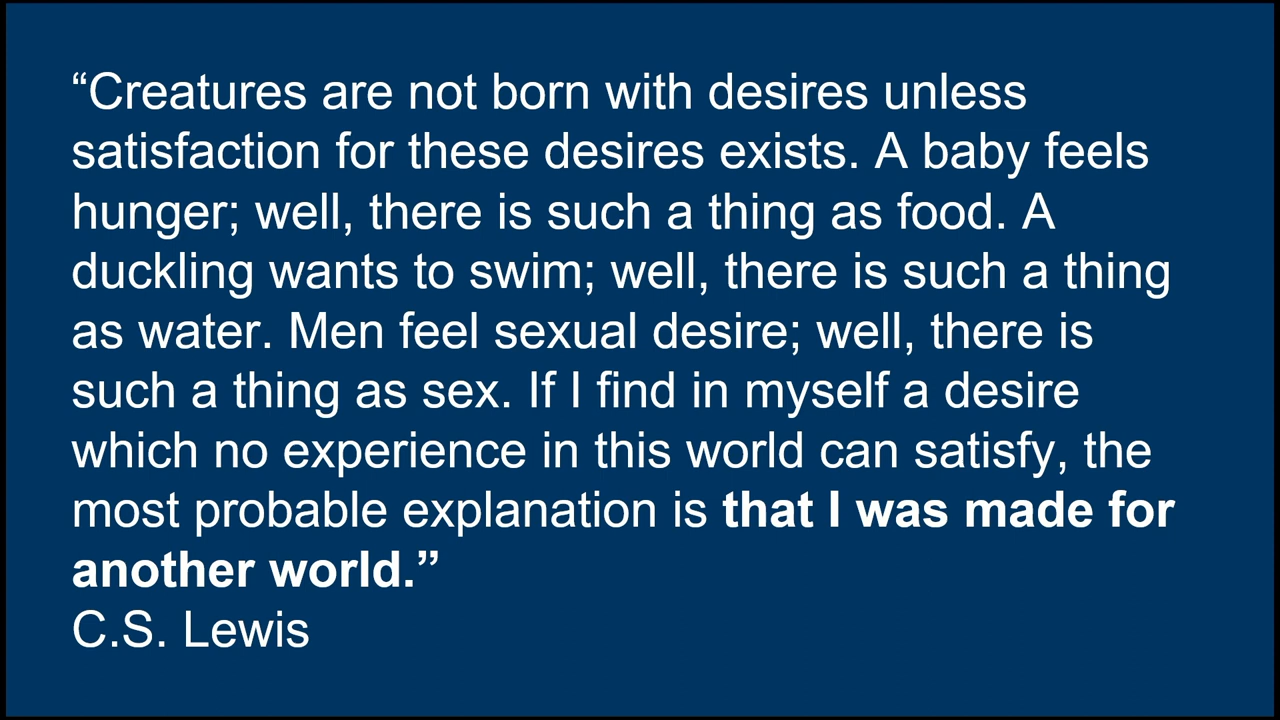 “Creatures are not born with desires unless
satisfaction for these desires exists. A baby feels
hunger; well, there is such a thing as food. A
duckling wants to swim; well, there is such a thing
as water. Men feel sexual desire; well, there is
such a thing as sex. If I find in myself a desire
which no experience in this world can satisfy, the
most probable explanation is that I was made for
another world.”
C.S. Lewis